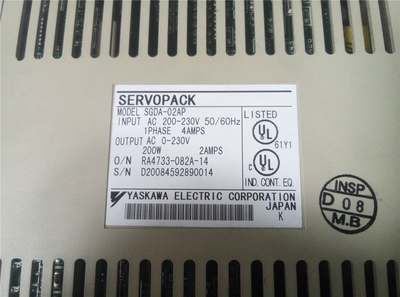 SERVOPACK
MODEL SGDA-02AP
INPUT AC 200-230V 50/60Hz
1PHASE 4AMPS
OUTPUT AC 0-230V
200W 2AMPS
O/N RA4733-082A-14
S/N D20084592890014
YASKAWA ELECTRIC CORPORATION
JAPAN
K
LISTED
UL
61Y1
c UL
IND. CONT. EQ.
INSP
D 08
M.B